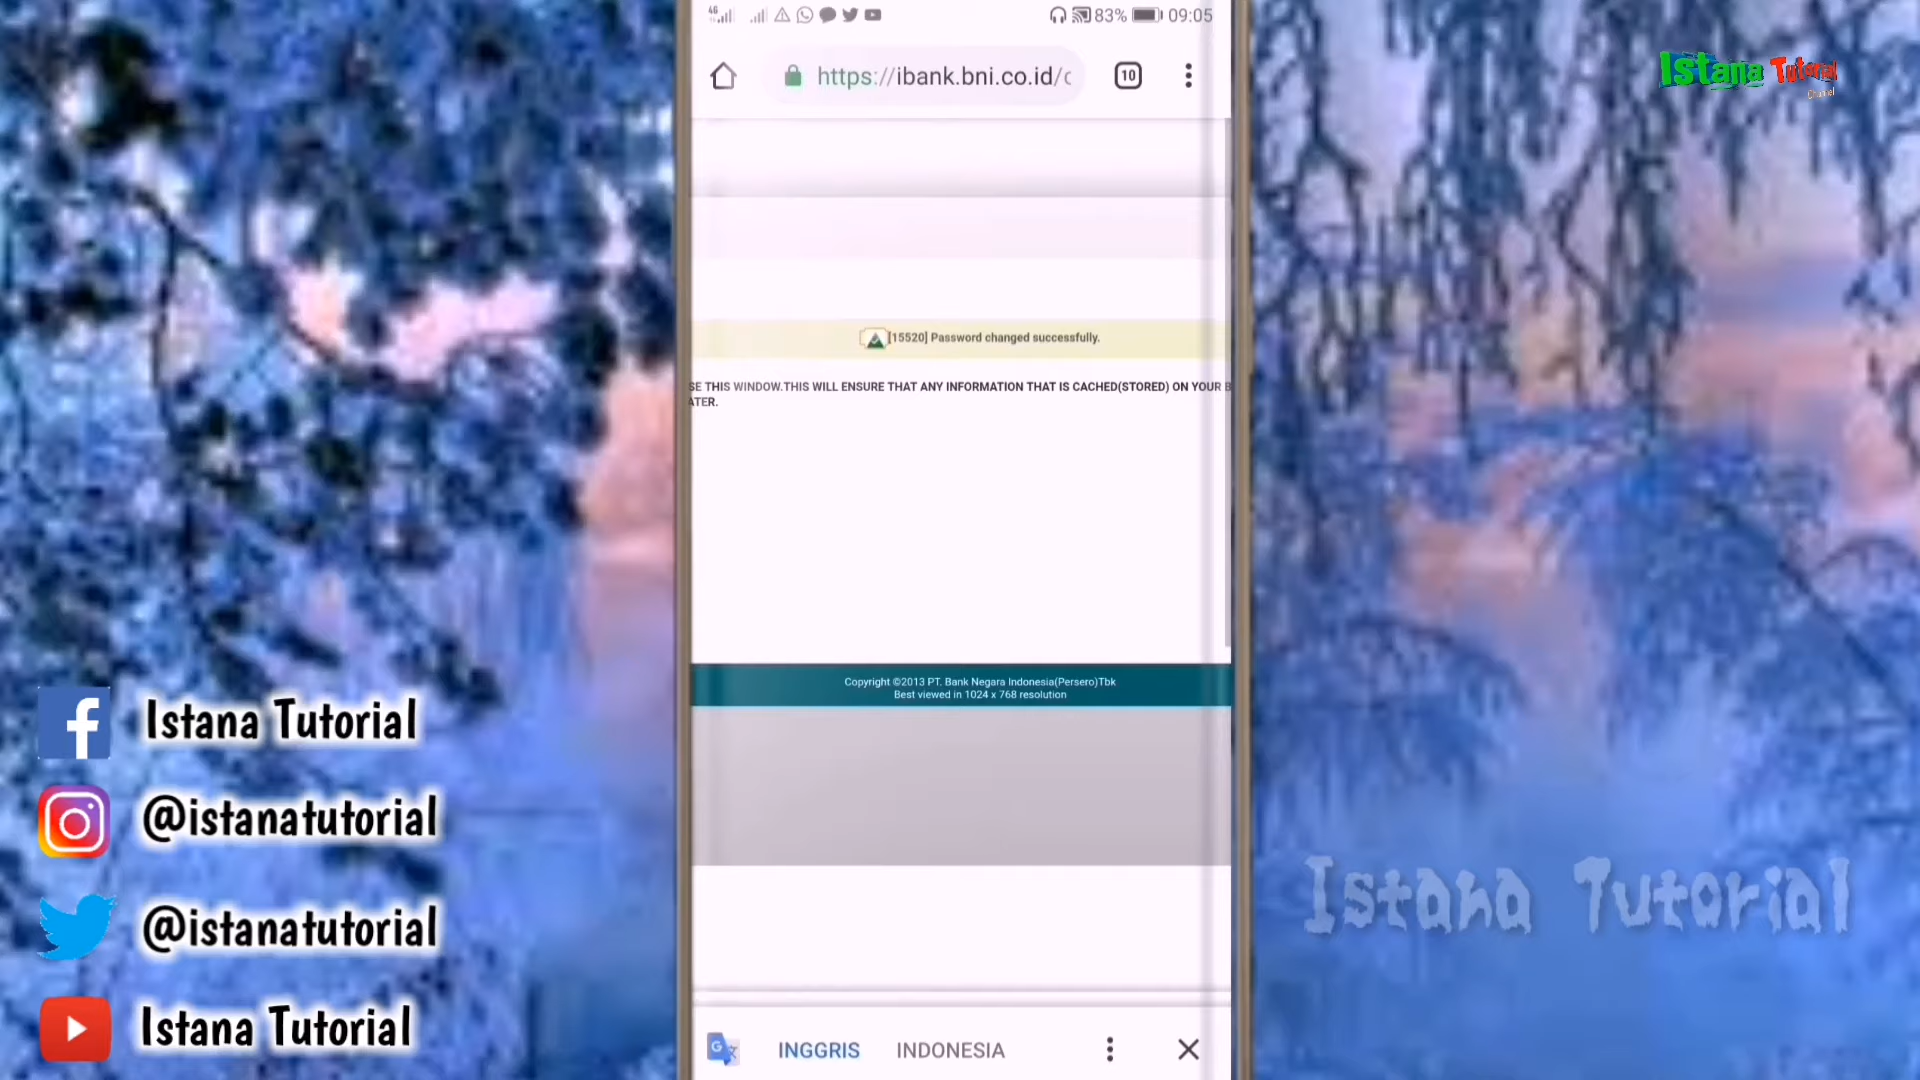 4G 83% 09:05
https://ibank.bni.co.id/c
10
Istana Tutorial
Channel
[15520] Password changed successfully.
SE THIS WINDOW.THIS WILL ENSURE THAT ANY INFORMATION THAT IS CACHED(STORED) ON YOUR B
ATER.
Copyright ©2013 PT. Bank Negara Indonesia(Persero)Tbk
Best viewed in 1024 x 768 resolution
Istana Tutorial
@istanatutorial
@istanatutorial
Istana Tutorial
Istana Tutorial
INGGRIS INDONESIA